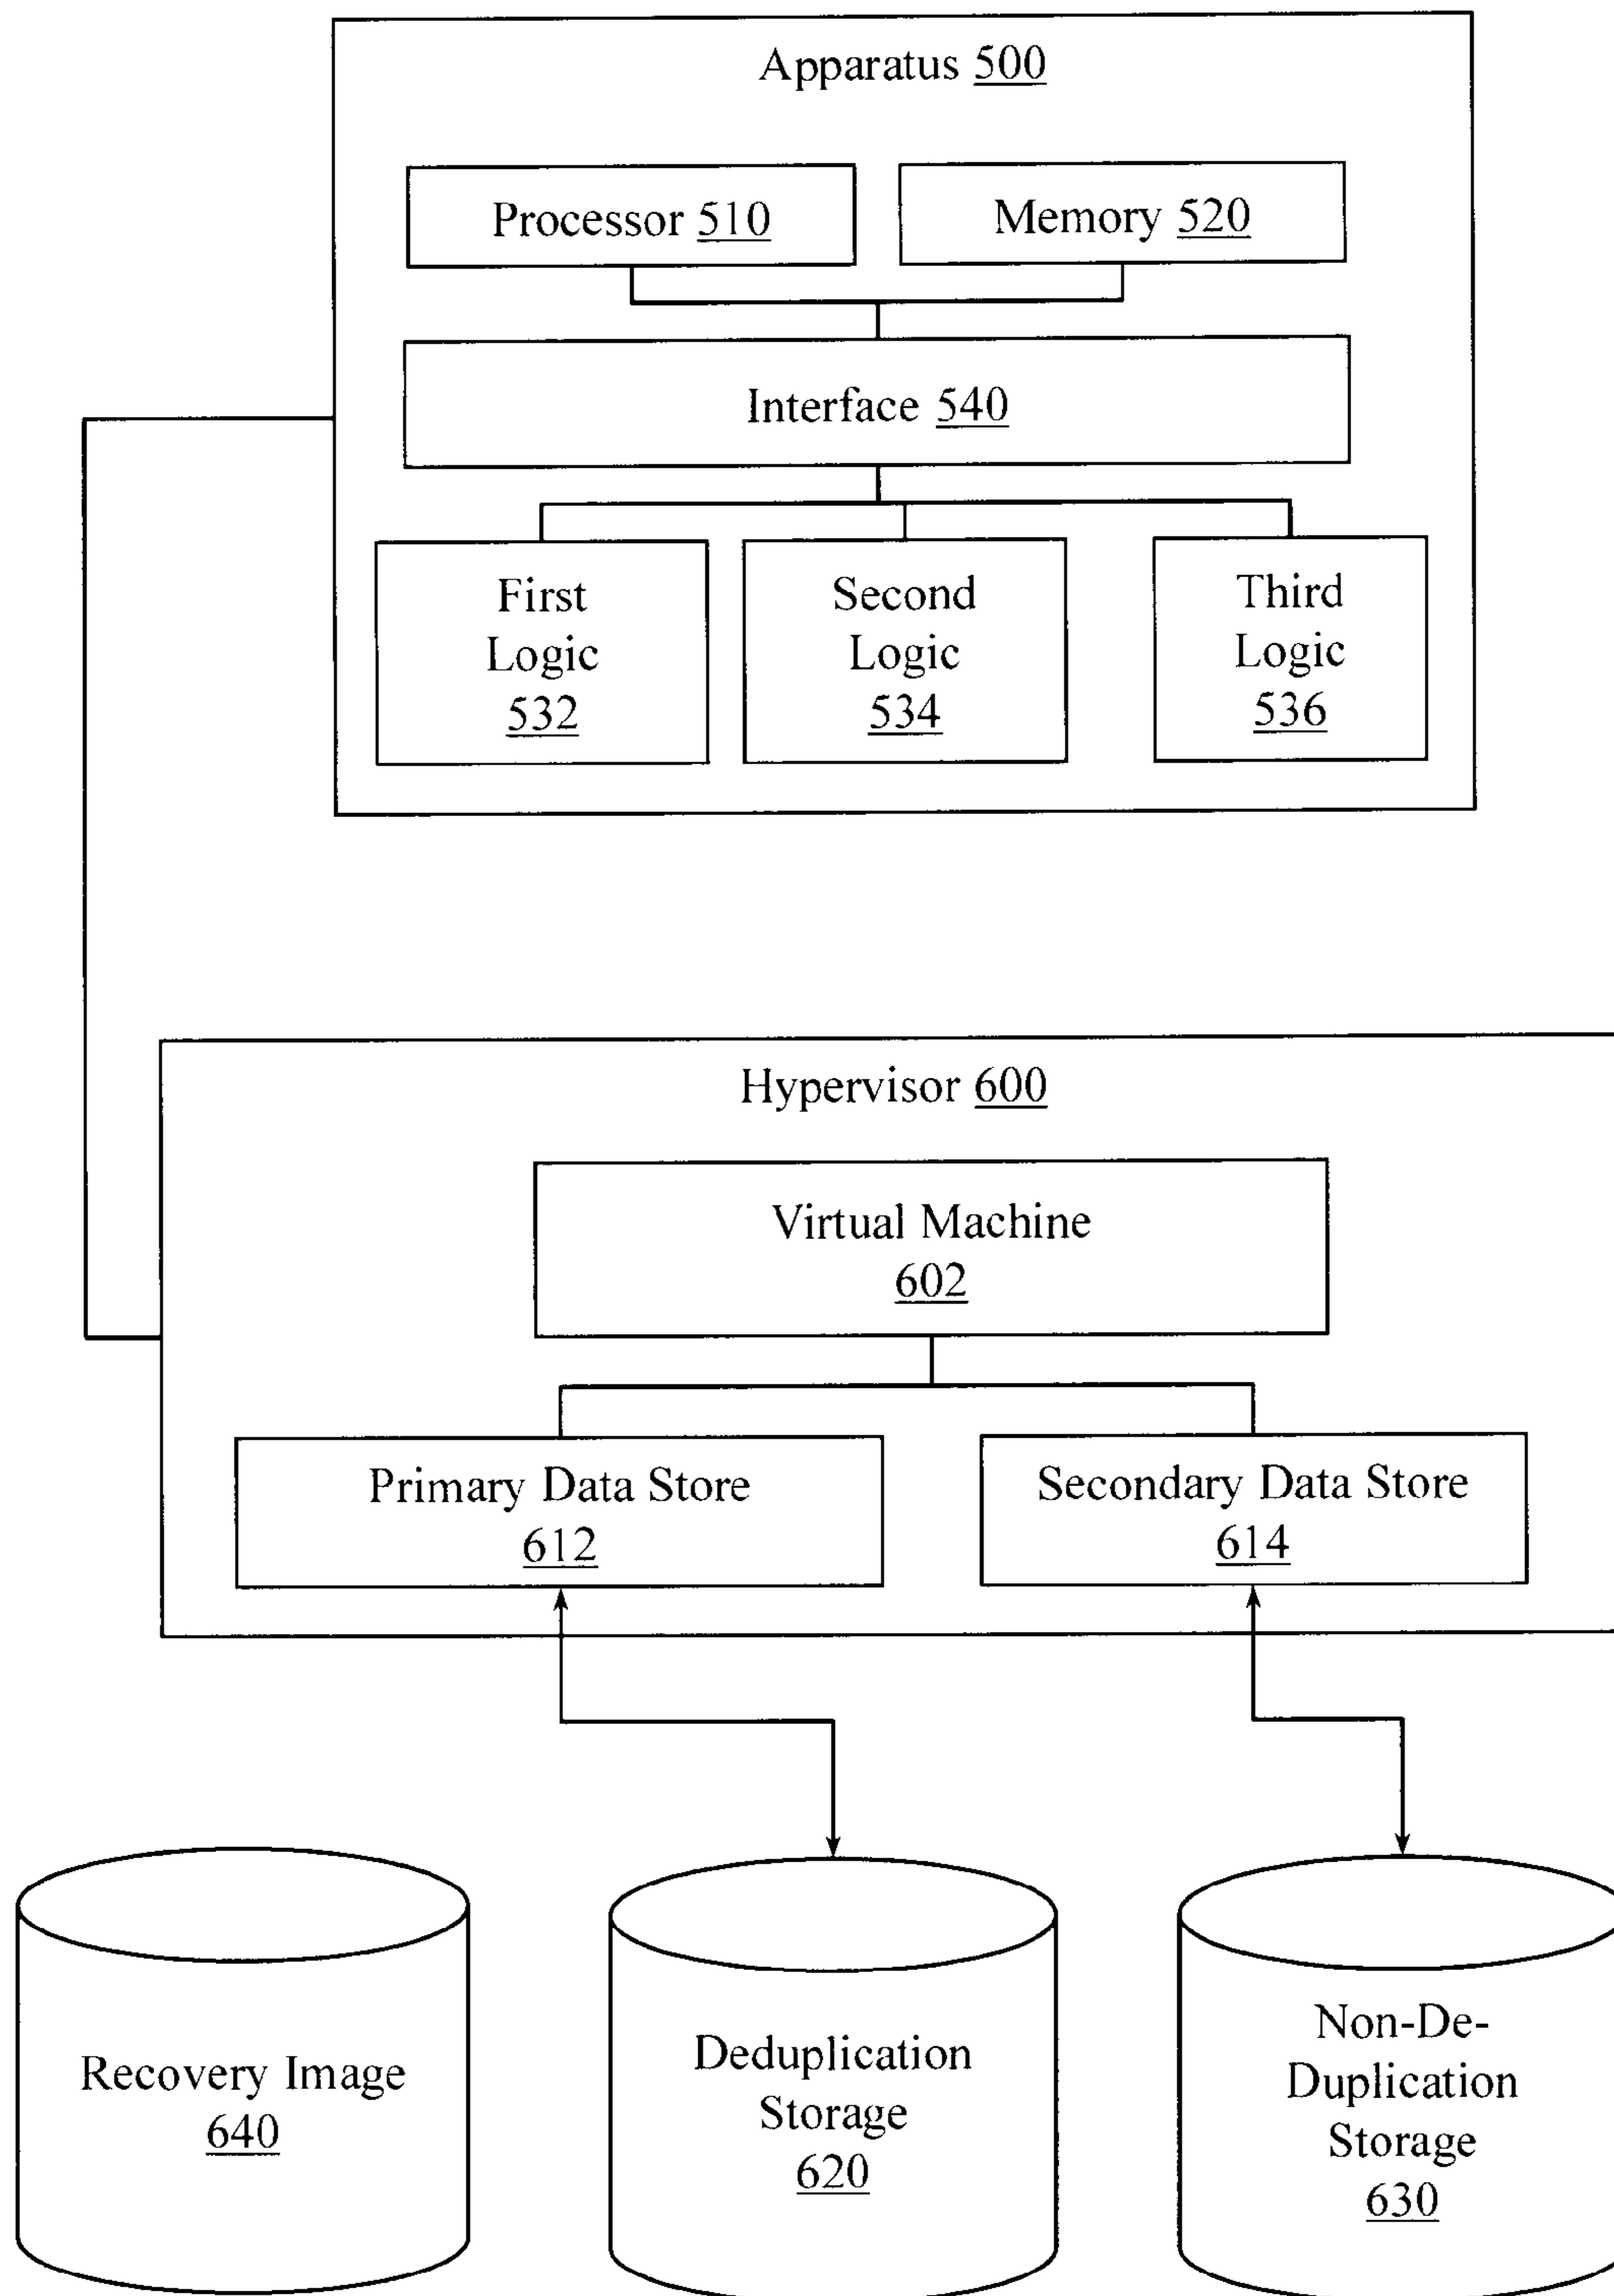 Apparatus 500
Processor 510
Memory 520
Interface 540
First
Logic
532
Second
Logic
534
Third
Logic
536
Hypervisor 600
Virtual Machine
602
Primary Data Store
612
Secondary Data Store
614
Recovery Image
640
Deduplication
Storage
620
Non-De-
Duplication
Storage
630